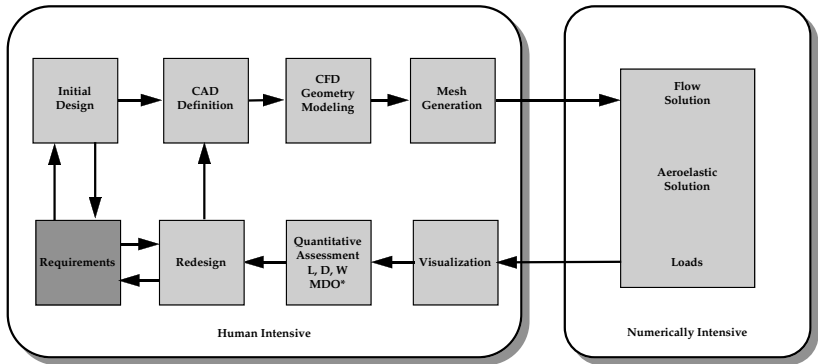 Initial
Design
CAD
Definition
CFD
Geometry
Modeling
Mesh
Generation
Flow
Solution
Aeroelastic
Solution
Loads
Requirements
Redesign
Quantitative
Assessment
L, D, W
MDO*
Visualization
Human Intensive
Numerically Intensive